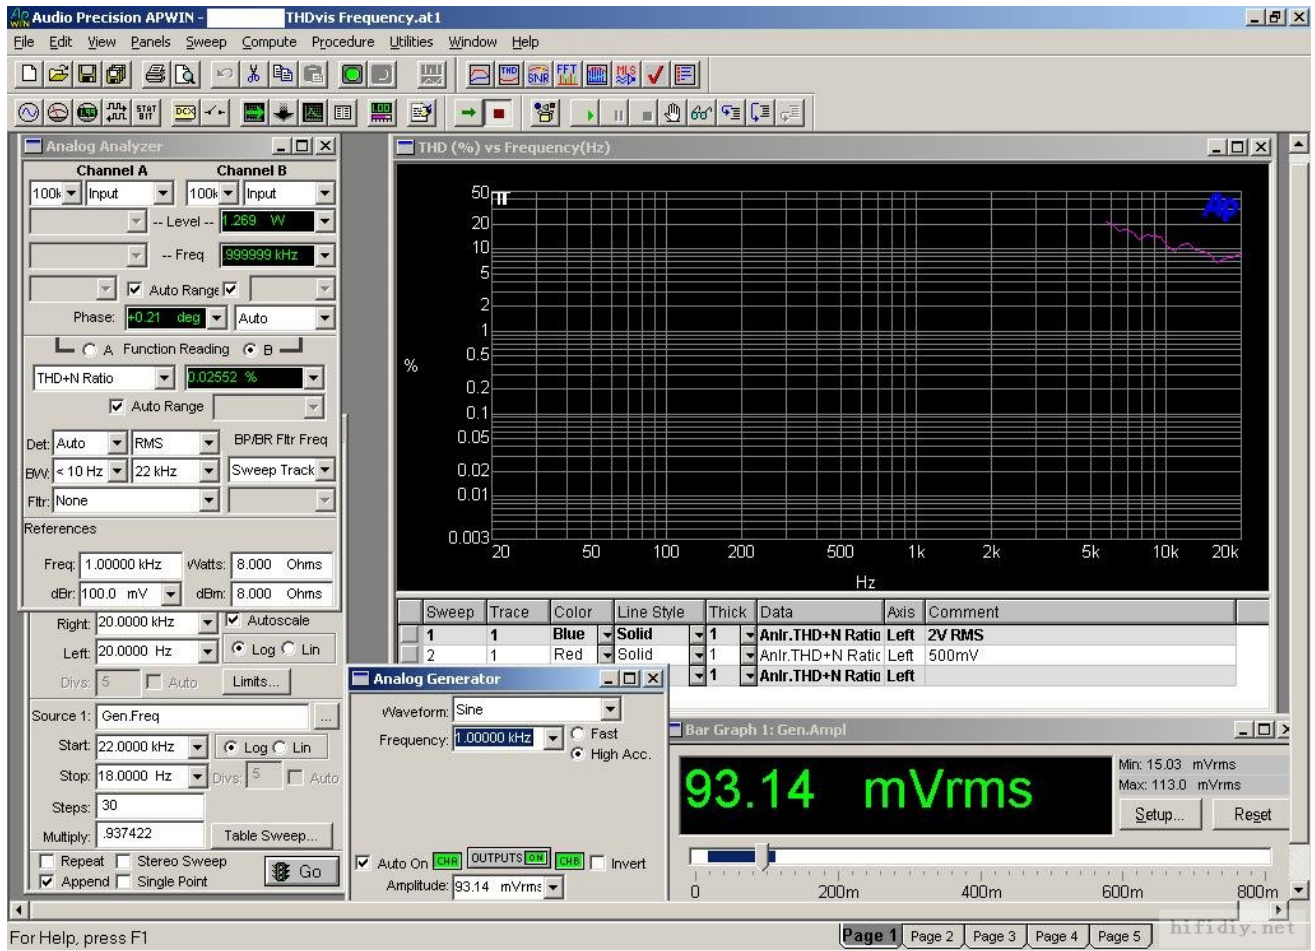 Audio Precision APWIN - THDvis Frequency.at1
File Edit View Panels Sweep Compute Procedure Utilities Window Help
THD SNR FFT MLS
STAT BIT DCX LOG
Analog Analyzer
Channel A Channel B
100k Input 100k Input
-- Level -- 1.269 W
-- Freq .999999 kHz
Auto Range
Phase: +0.21 deg Auto
A Function Reading B
THD+N Ratio 0.02552 %
Auto Range
Det: Auto RMS BP/BR Fltr Freq
BW: < 10 Hz 22 kHz Sweep Track
Fltr: None
References
Freq: 1.00000 kHz Watts: 8.000 Ohms
dBr: 100.0 mV dBm: 8.000 Ohms
Right: 20.0000 kHz Autoscale
Left: 20.0000 Hz Log Lin
Divs: 5 Auto Limits...
Source 1: Gen.Freq ...
Start: 22.0000 kHz Log Lin
Stop: 18.0000 Hz Divs: 5 Auto
Steps: 30
Multiply: .937422 Table Sweep...
Repeat Stereo Sweep
Append Single Point Go
THD (%) vs Frequency(Hz)
Ap
50
20
10
5
2
1
0.5
%
0.2
0.1
0.05
0.02
0.01
0.003
20 50 100 200 500 1k 2k 5k 10k 20k
Hz
Sweep Trace Color Line Style Thick Data Axis Comment
1 1 Blue Solid 1 Anlr.THD+N Ratio Left 2V RMS
2 1 Red Solid 1 Anlr.THD+N Ratic Left 500mV
1 Anlr.THD+N Ratio Left
Analog Generator
Waveform: Sine
Frequency: 1.00000 kHz Fast
High Acc.
Auto On CHA OUTPUTS ON CHB Invert
Amplitude: 93.14 mVrms
Bar Graph 1: Gen.Ampl
93.14 mVrms
Min: 15.03 mVrms
Max: 113.0 mVrms
Setup... Reset
0 200m 400m 600m 800m
For Help, press F1
Page 1 Page 2 Page 3 Page 4 Page 5
hifidiy.net